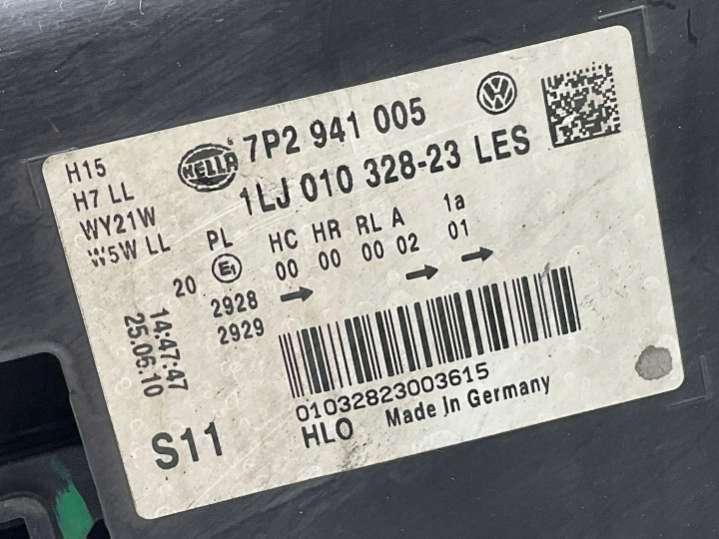 H15
H7 LL
WY21W
W5W LL
HELLA
7P2 941 005
1LJ 010 328-23 LES
PL HC HR RL A 1a
20 E1 00 00 00 02 01
2928
2929
14:47:47
25.06.10
01032823003615
S11
HLO Made in Germany